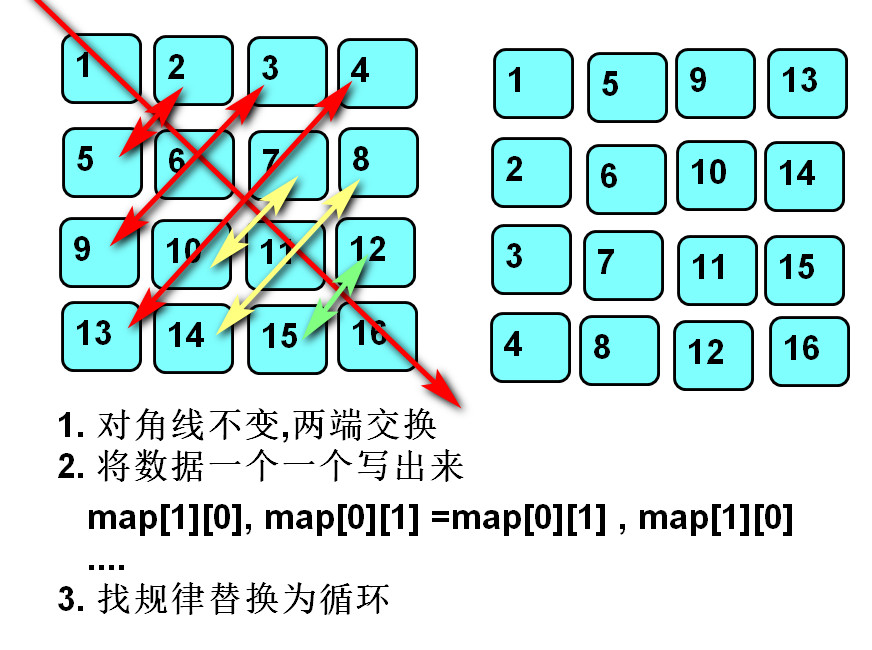 1 2 3 4 1 5 9 13
5 6 7 8 2 6 10 14
9 10 11 12 3 7 11 15
13 14 15 16 4 8 12 16
1. 对角线不变,两端交换
2. 将数据一个一个写出来
map[1][0], map[0][1] =map[0][1] , map[1][0]
....
3. 找规律替换为循环